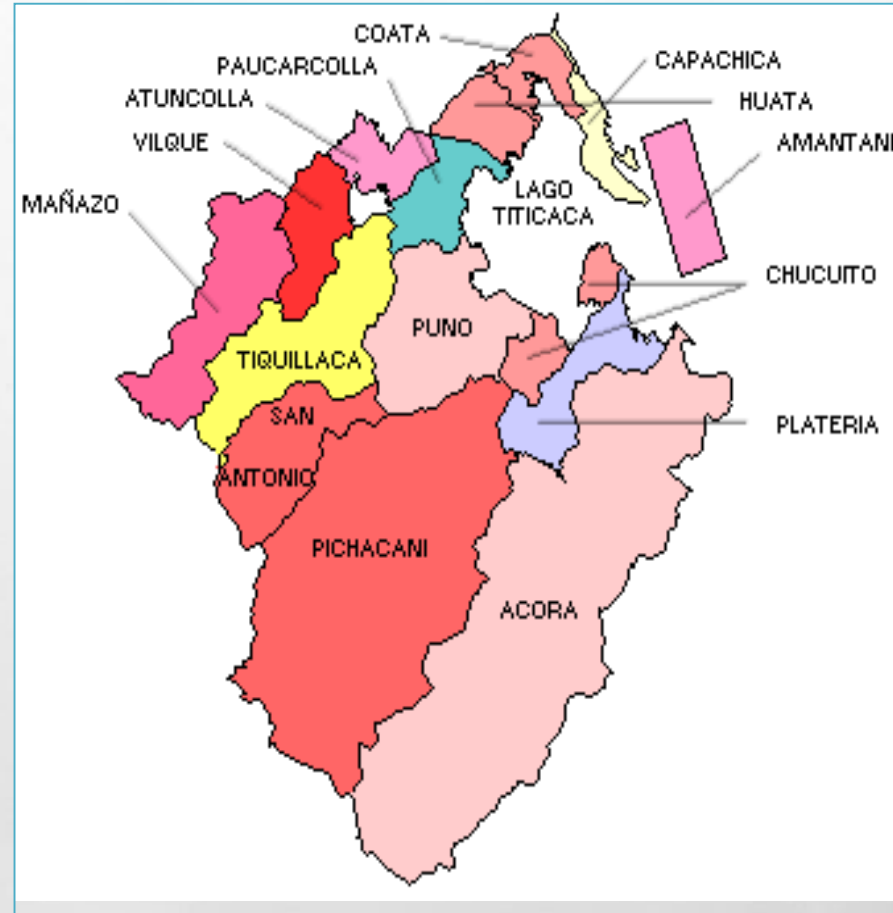 COATA
PAUCARCOLLA
CAPACHICA
ATUNCOLLA
HUATA
VILQUE
AMANTANI
LAGO
TITICACA
MAÑAZO
CHUCUITO
PUNO
TIQUILLACA
SAN
PLATERIA
ANTONIO
PICHACANI
ACORA